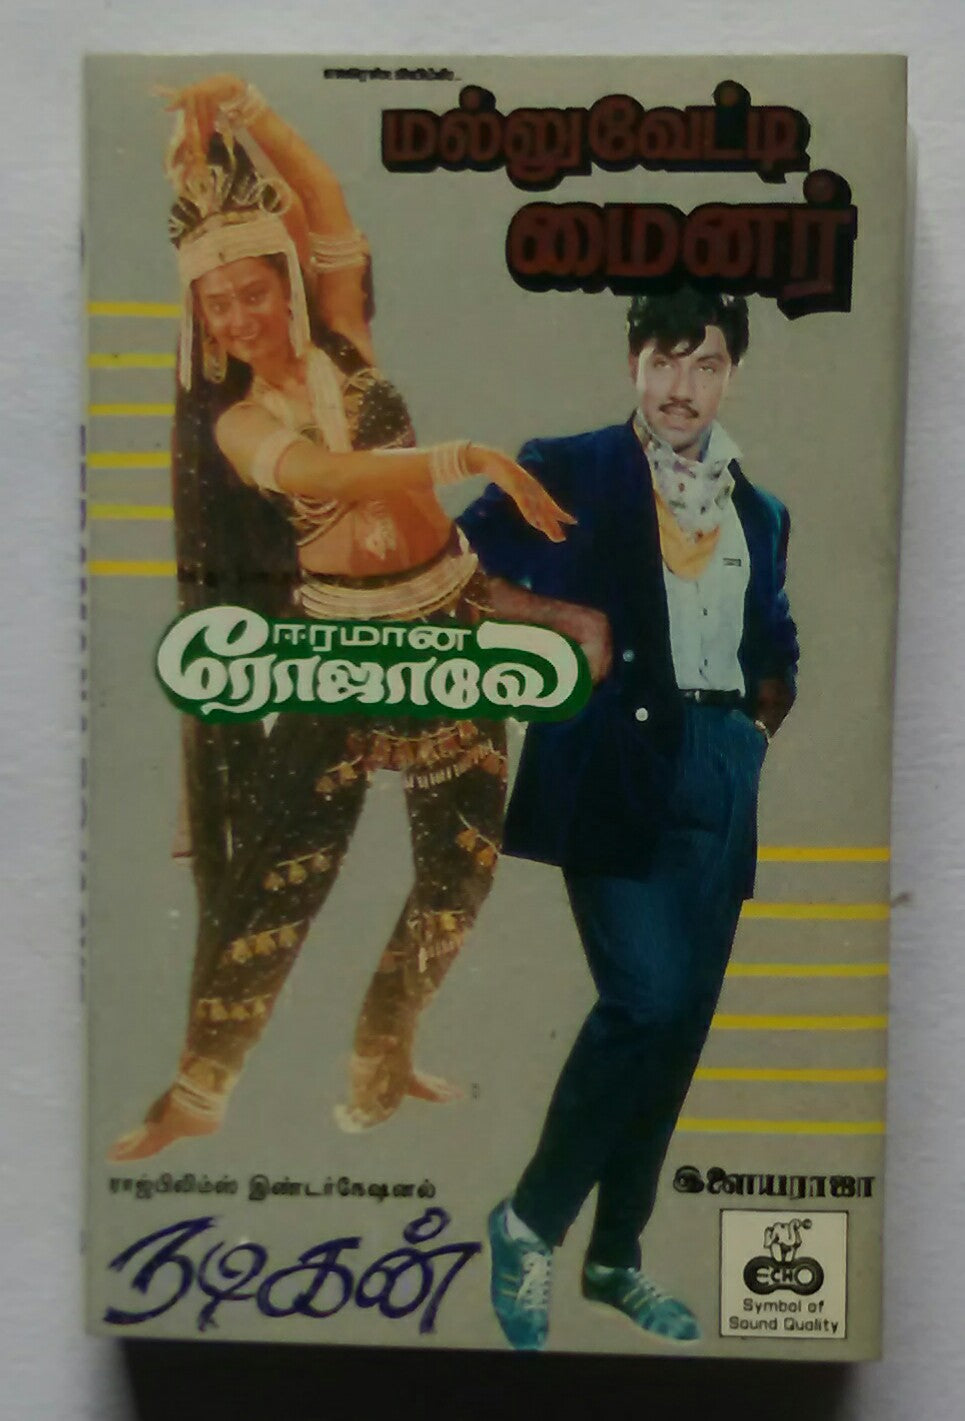 மல்லுவேட்டி
மைனர்
ஈரமான
ரோஜாவே
ராஜ்பிலிம்ஸ் இண்டர்நேஷனல்
நடிகன்
இளையராஜா
ECHO
Symbol of
Sound Quality